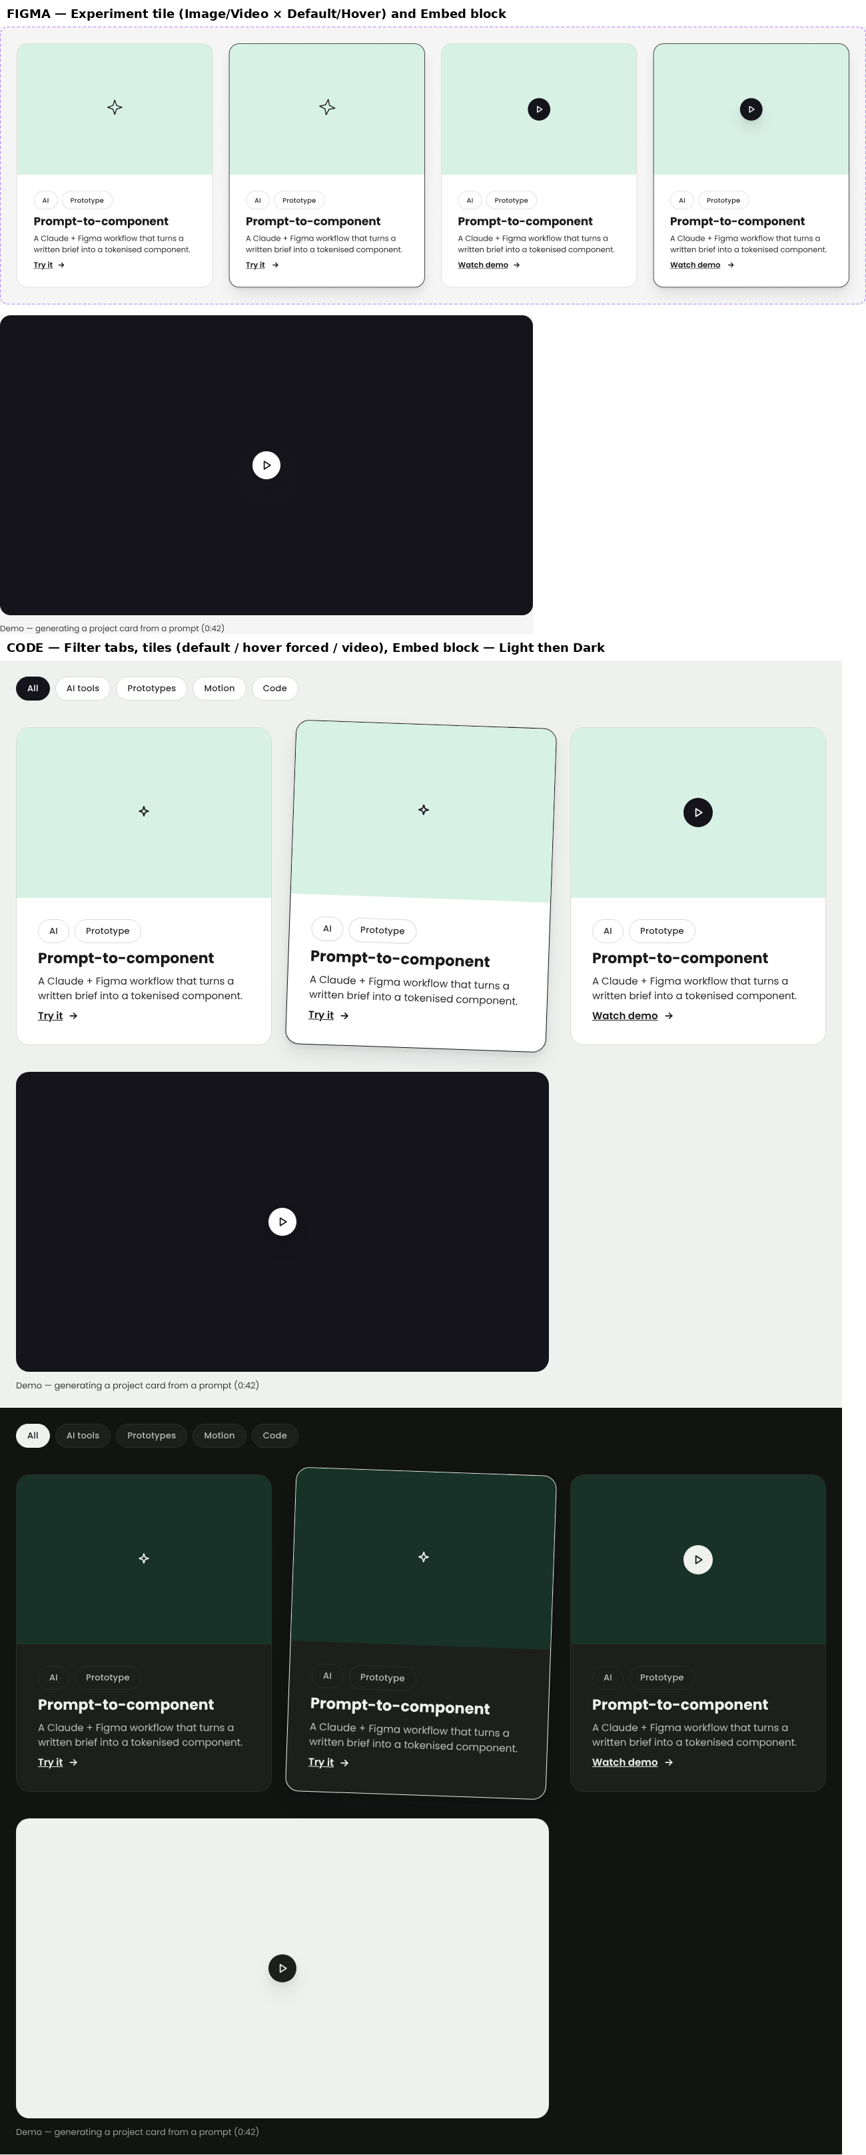 FIGMA — Experiment tile (Image/Video × Default/Hover) and Embed block
AI Prototype
Prompt-to-component
A Claude + Figma workflow that turns a
written brief into a tokenised component.
Try it →
AI Prototype
Prompt-to-component
A Claude + Figma workflow that turns a
written brief into a tokenised component.
Try it →
AI Prototype
Prompt-to-component
A Claude + Figma workflow that turns a
written brief into a tokenised component.
Watch demo →
AI Prototype
Prompt-to-component
A Claude + Figma workflow that turns a
written brief into a tokenised component.
Watch demo →
Demo — generating a project card from a prompt (0:42)
CODE — Filter tabs, tiles (default / hover forced / video), Embed block — Light then Dark
All AI tools Prototypes Motion Code
AI Prototype
Prompt-to-component
A Claude + Figma workflow that turns a
written brief into a tokenised component.
Try it →
AI Prototype
Prompt-to-component
A Claude + Figma workflow that turns a
written brief into a tokenised component.
Try it →
AI Prototype
Prompt-to-component
A Claude + Figma workflow that turns a
written brief into a tokenised component.
Watch demo →
Demo — generating a project card from a prompt (0:42)
All AI tools Prototypes Motion Code
AI Prototype
Prompt-to-component
A Claude + Figma workflow that turns a
written brief into a tokenised component.
Try it →
AI Prototype
Prompt-to-component
A Claude + Figma workflow that turns a
written brief into a tokenised component.
Try it →
AI Prototype
Prompt-to-component
A Claude + Figma workflow that turns a
written brief into a tokenised component.
Watch demo →
Demo — generating a project card from a prompt (0:42)